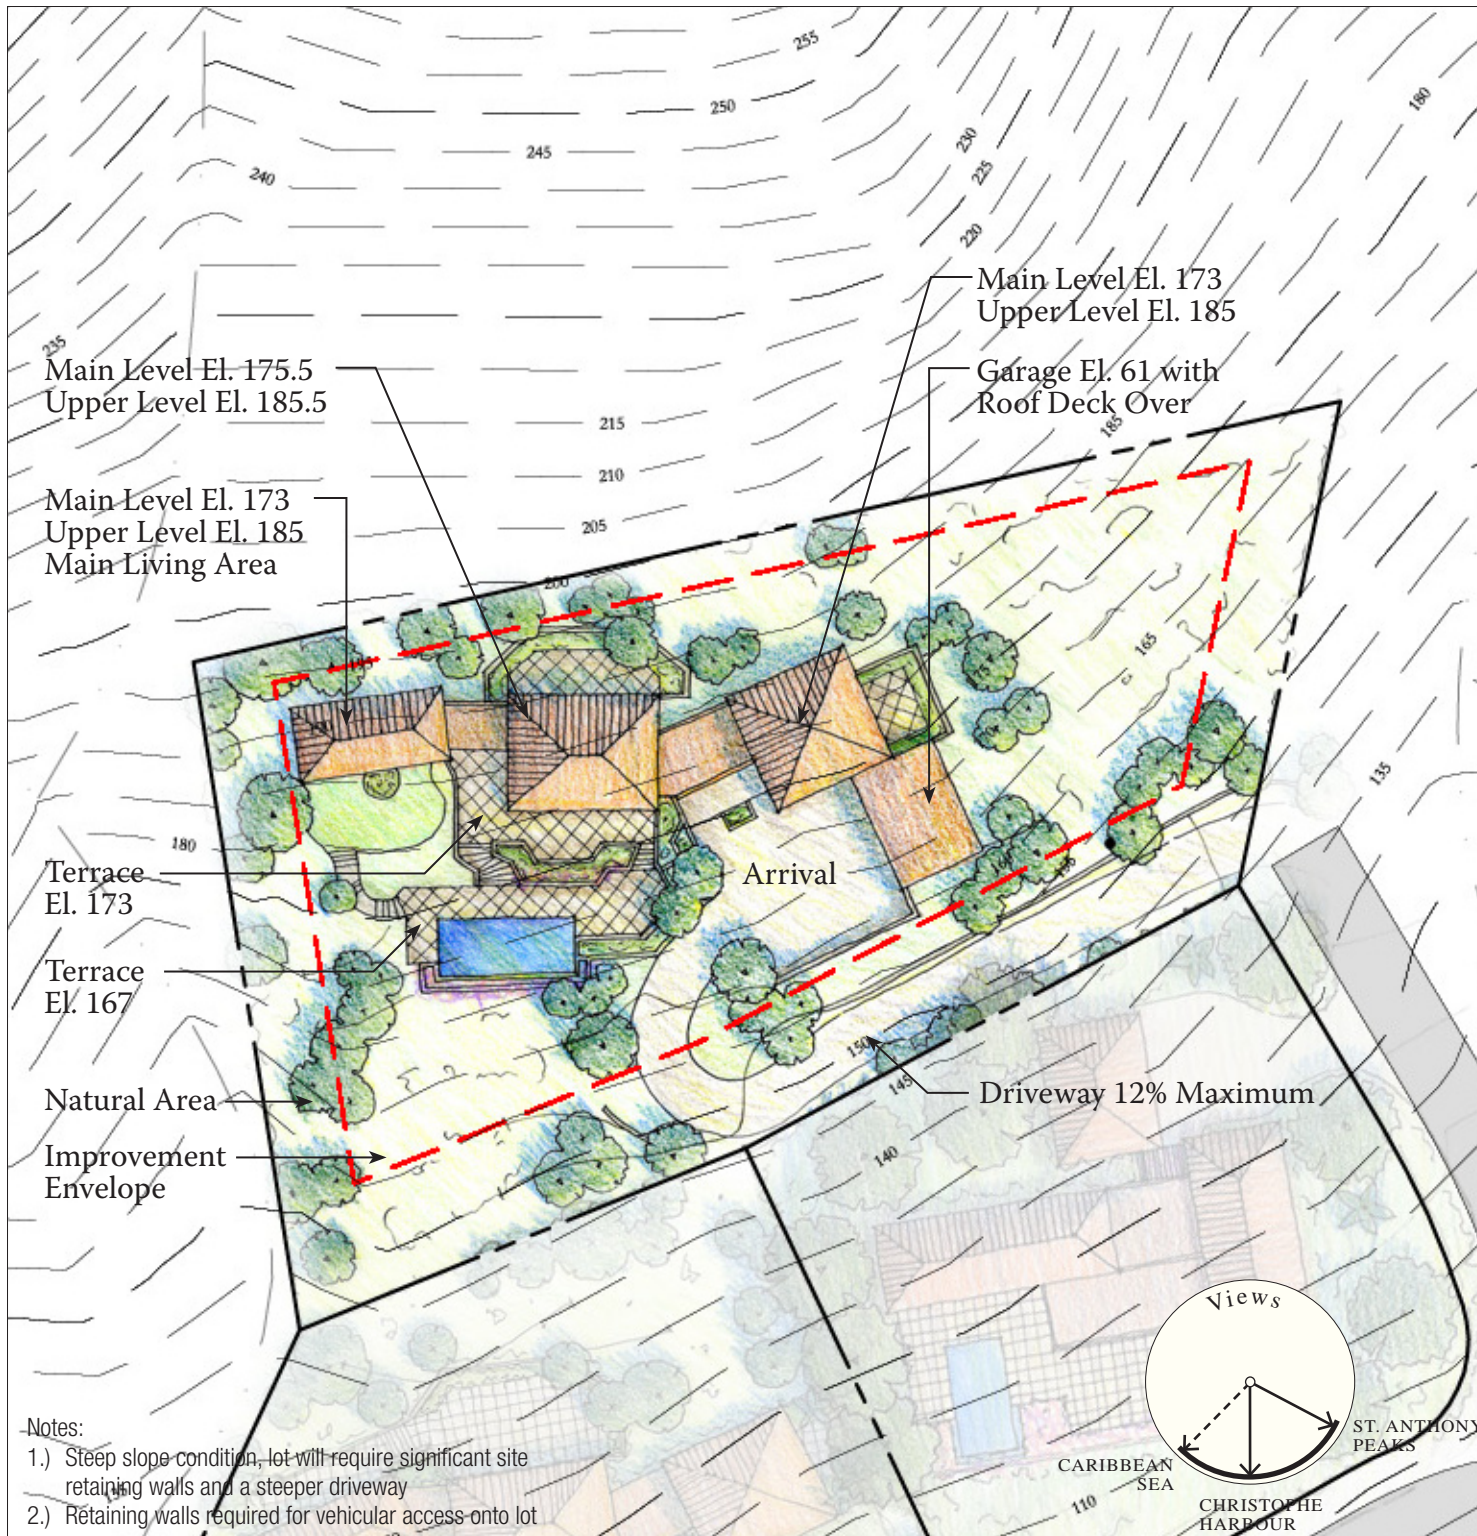 255
250
180
245
230
225
240
220
Main Level El. 173
Upper Level El. 185
235
Main Level El. 175.5
Upper Level El. 185.5
Garage El. 61 with
Roof Deck Over
215
185
210
Main Level El. 173
Upper Level El. 185
Main Living Area
205
200
165
135
180
Terrace
El. 173
Arrival
Terrace
El. 167
150
145
Natural Area
Driveway 12% Maximum
Improvement
Envelope
140
Views
ST. ANTHONY
PEAKS
CARIBBEAN
SEA
CHRISTOPHE
HARBOUR
110
Notes:
1.) Steep slope condition, lot will require significant site
retaining walls and a steeper driveway
2.) Retaining walls required for vehicular access onto lot